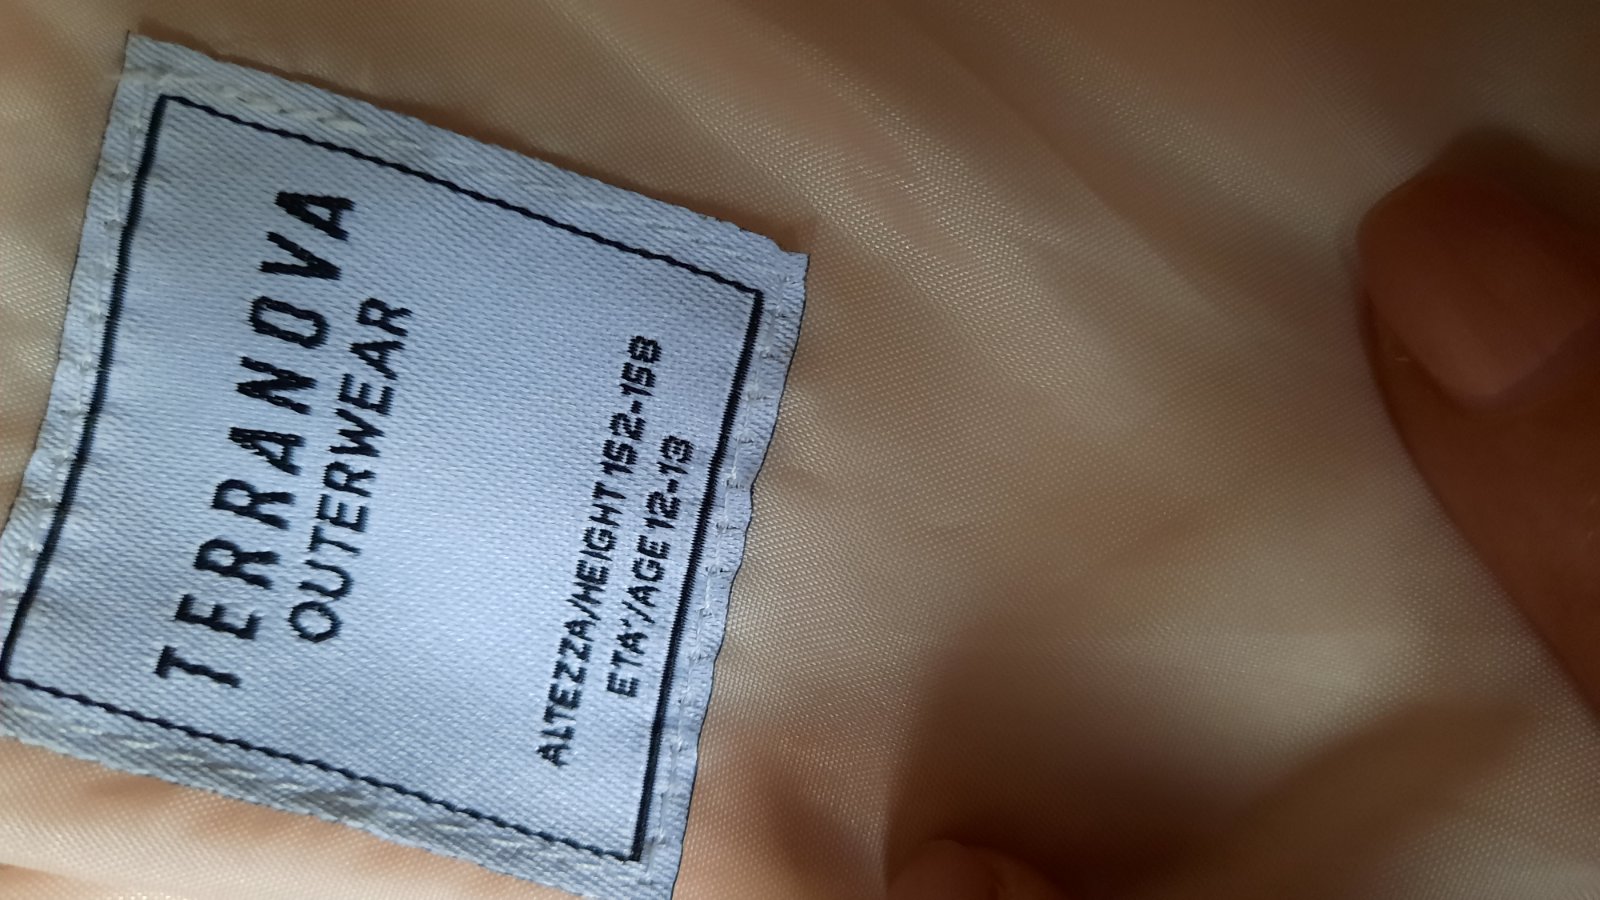 TERRANOVA
OUTERWEAR
ALTEZZA/HEIGHT 152-158
ETA'/AGE 12-13